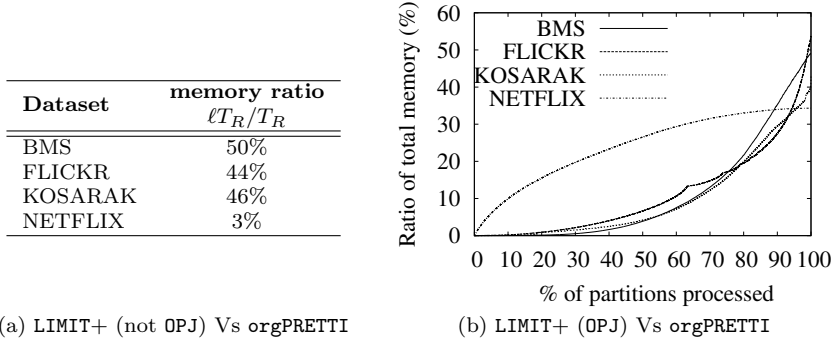 Dataset memory ratio
ℓT_R/T_R
BMS 50%
FLICKR 44%
KOSARAK 46%
NETFLIX 3%
(a) LIMIT+ (not OPJ) Vs orgPRETTI
Ratio of total memory (%)
60
50
40
30
20
10
0
BMS
FLICKR
KOSARAK
NETFLIX
0 10 20 30 40 50 60 70 80 90 100
% of partitions processed
(b) LIMIT+ (OPJ) Vs orgPRETTI